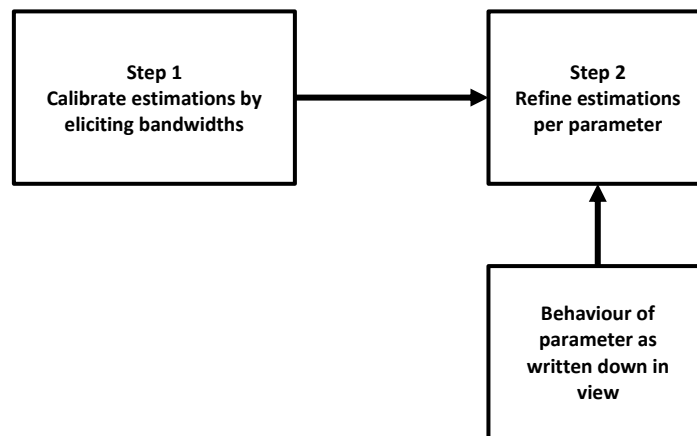 Step 1
Calibrate estimations by
eliciting bandwidths
Step 2
Refine estimations
per parameter
Behaviour of
parameter as
written down in
view